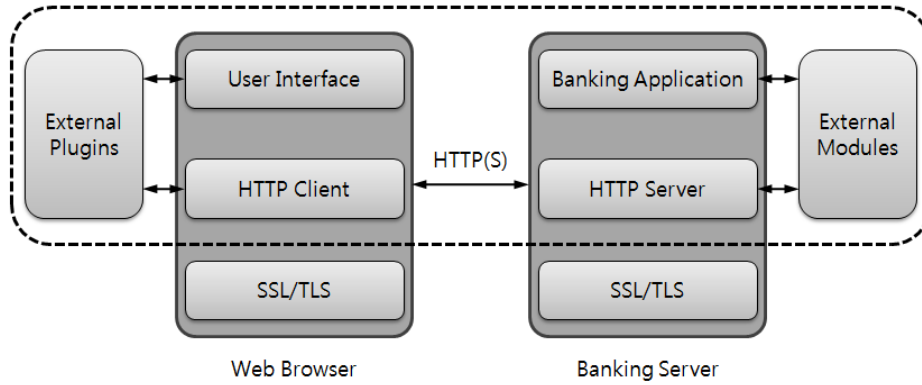 User Interface
Banking Application
External
Plugins
External
Modules
HTTP(S)
HTTP Client
HTTP Server
SSL/TLS
SSL/TLS
Web Browser
Banking Server